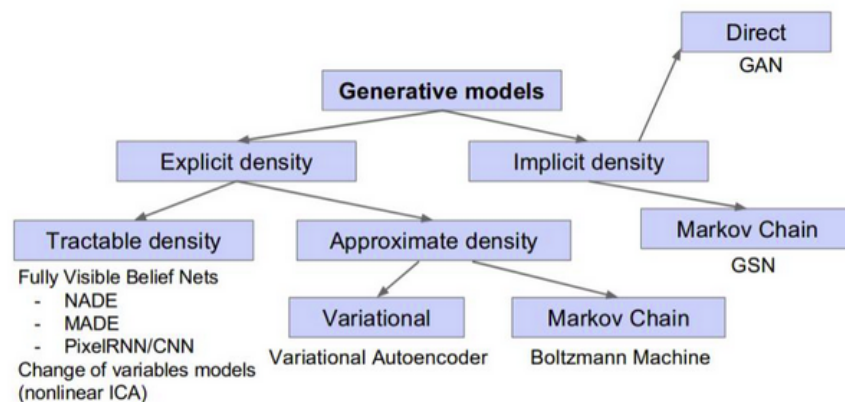 Direct
GAN
Generative models
Explicit density
Implicit density
Tractable density
Approximate density
Markov Chain
GSN
Fully Visible Belief Nets
- NADE
- MADE
- PixelRNN/CNN
Change of variables models
(nonlinear ICA)
Variational
Variational Autoencoder
Markov Chain
Boltzmann Machine